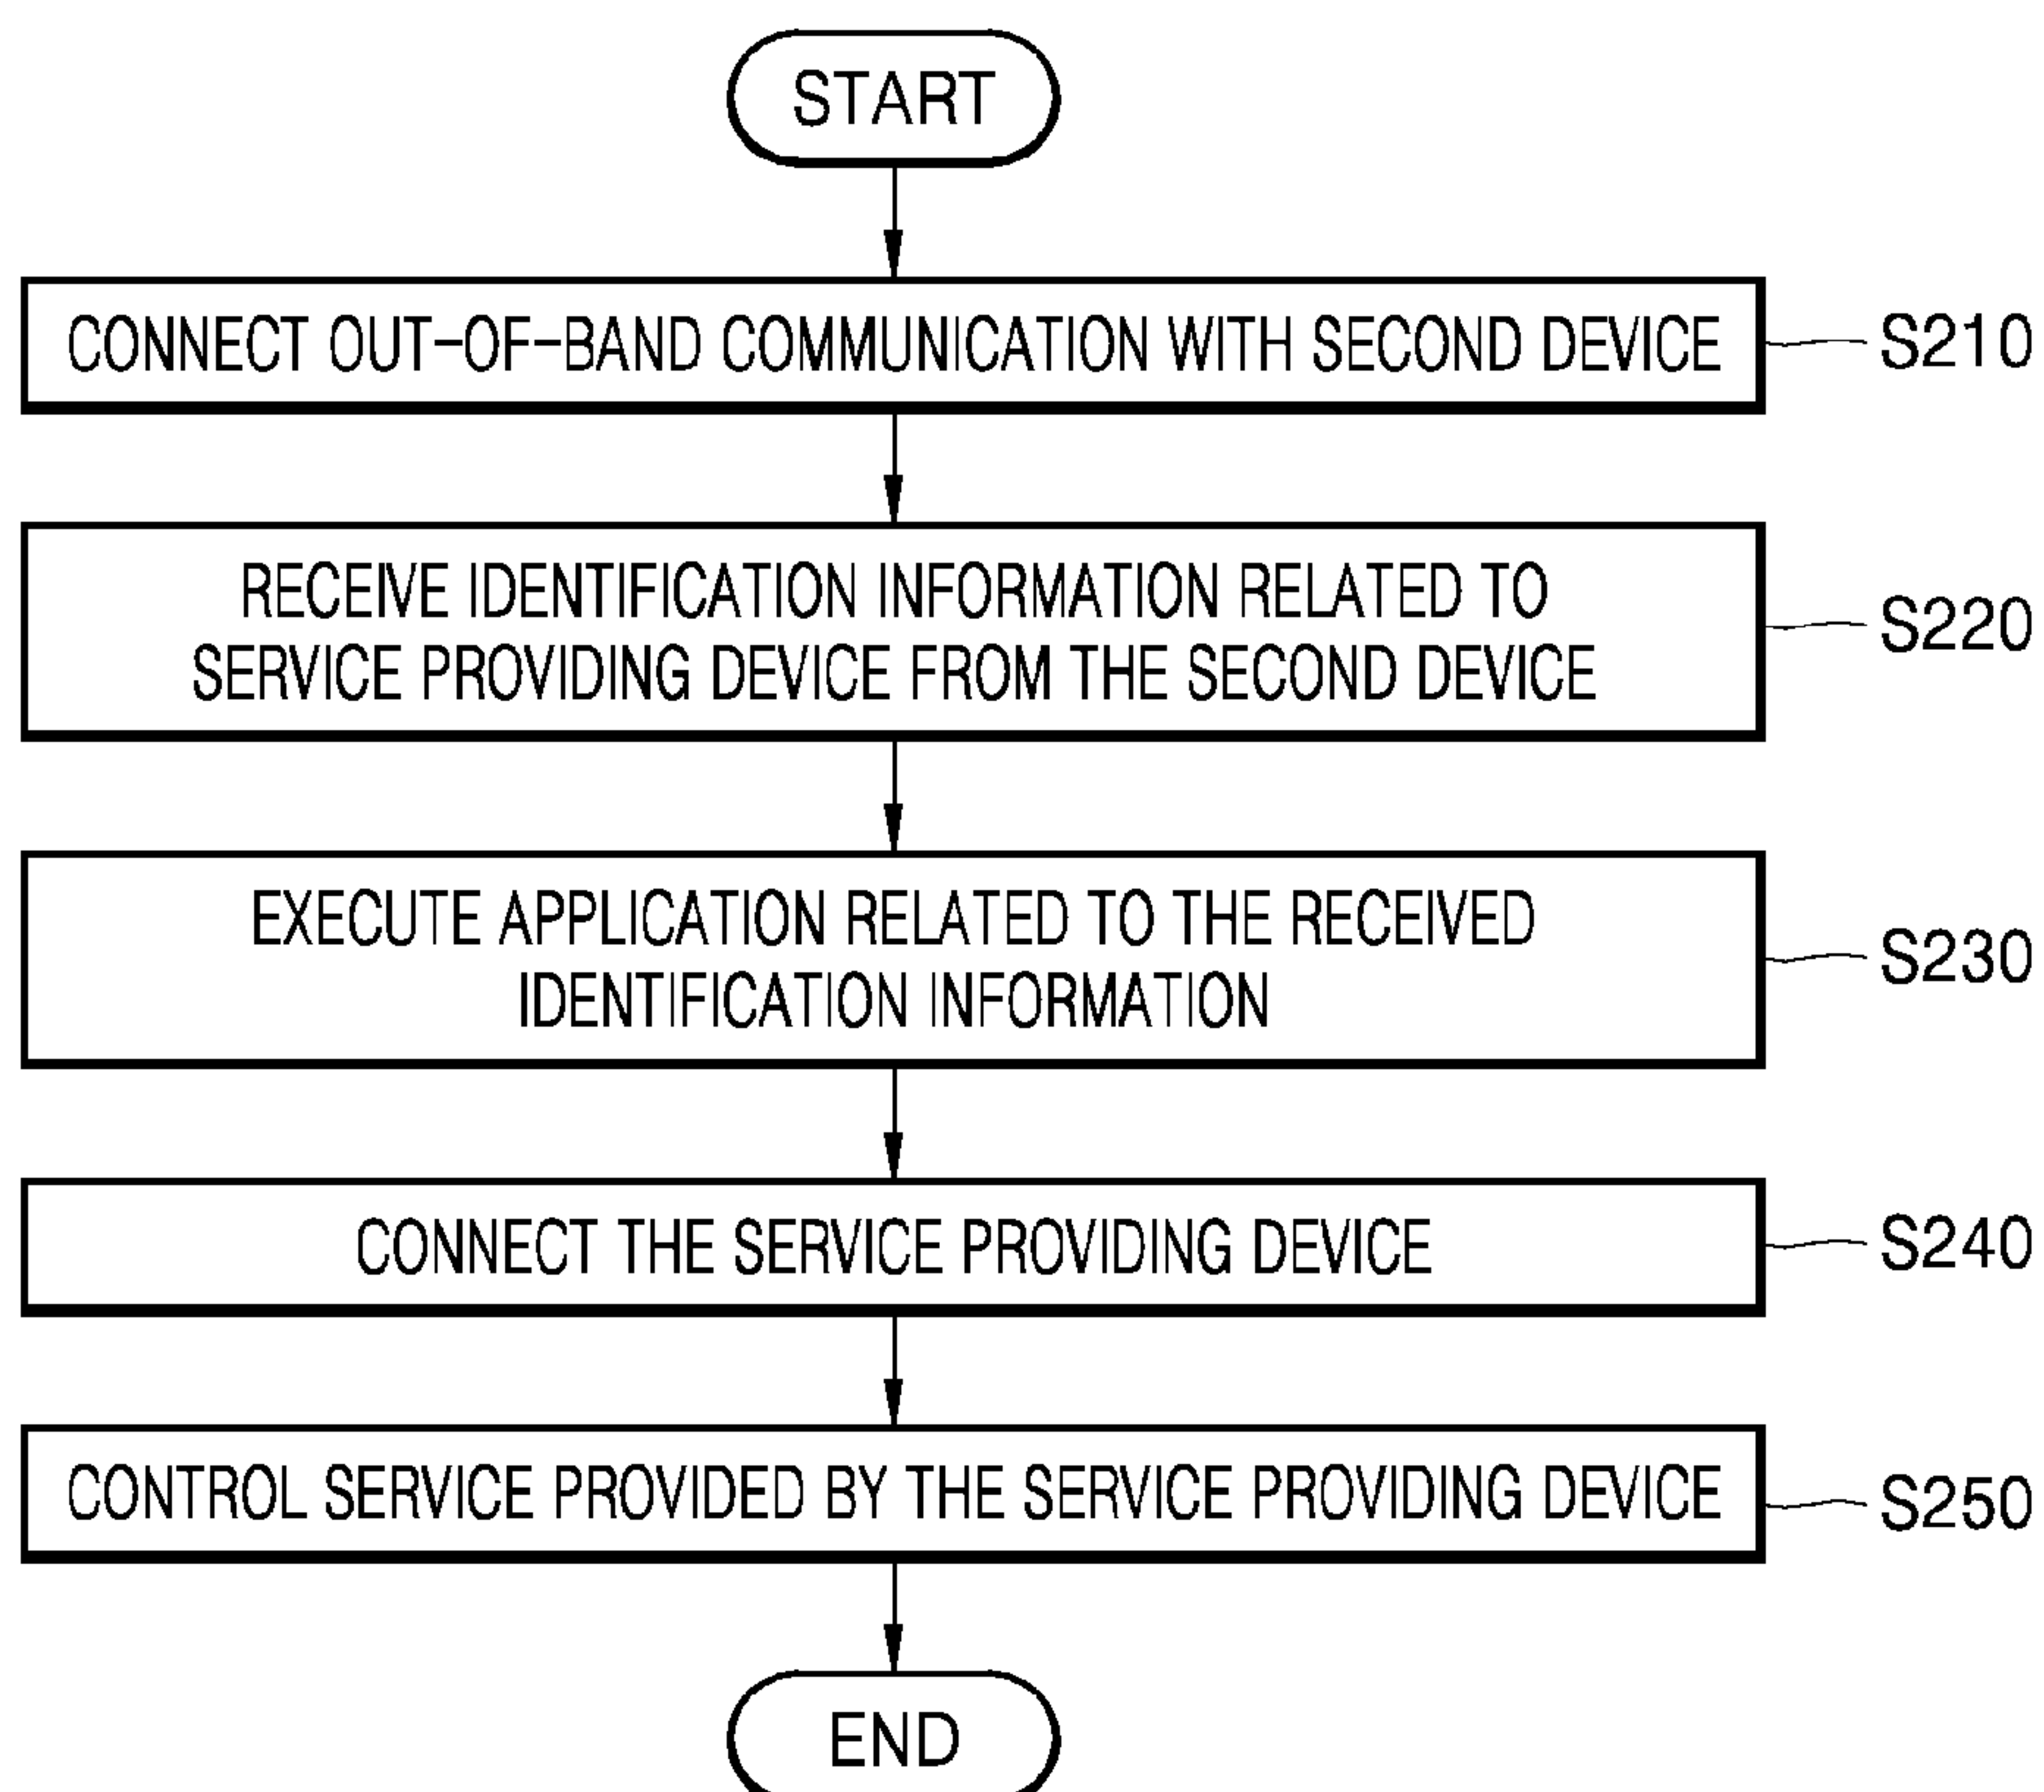 START
CONNECT OUT-OF-BAND COMMUNICATION WITH SECOND DEVICE
S210
RECEIVE IDENTIFICATION INFORMATION RELATED TO
SERVICE PROVIDING DEVICE FROM THE SECOND DEVICE
S220
EXECUTE APPLICATION RELATED TO THE RECEIVED
IDENTIFICATION INFORMATION
S230
CONNECT THE SERVICE PROVIDING DEVICE
S240
CONTROL SERVICE PROVIDED BY THE SERVICE PROVIDING DEVICE
S250
END